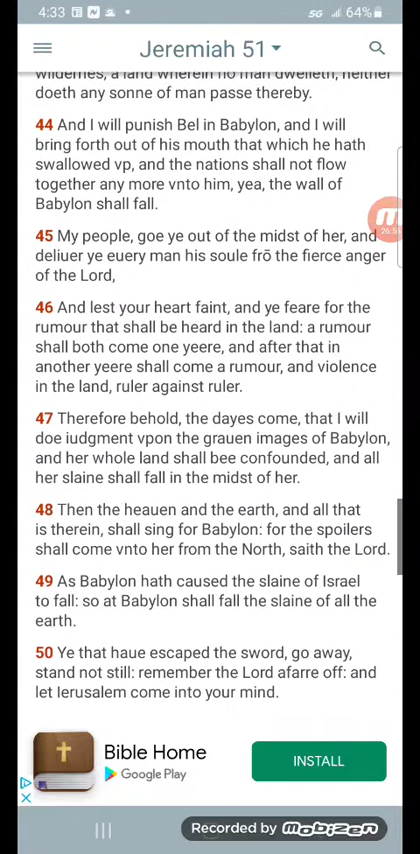 4:33 5G 64%
Jeremiah 51
wildernes, a land wherein no man dwelleth, neither
doeth any sonne of man passe thereby.
44 And I will punish Bel in Babylon, and I will
bring forth out of his mouth that which he hath
swallowed vp, and the nations shall not flow
together any more vnto him, yea, the wall of
Babylon shall fall.
45 My people, goe ye out of the midst of her, and
deliuer ye euery man his soule frō the fierce anger
of the Lord,
46 And lest your heart faint, and ye feare for the
rumour that shall be heard in the land: a rumour
shall both come one yeere, and after that in
another yeere shall come a rumour, and violence
in the land, ruler against ruler.
47 Therefore behold, the dayes come, that I will
doe iudgment vpon the grauen images of Babylon,
and her whole land shall bee confounded, and all
her slaine shall fall in the midst of her.
48 Then the heauen and the earth, and all that
is therein, shall sing for Babylon: for the spoilers
shall come vnto her from the North, saith the Lord.
49 As Babylon hath caused the slaine of Israel
to fall: so at Babylon shall fall the slaine of all the
earth.
50 Ye that haue escaped the sword, go away,
stand not still: remember the Lord afarre off: and
let Ierusalem come into your mind.
Bible Home
Google Play
INSTALL
Recorded by mobizen